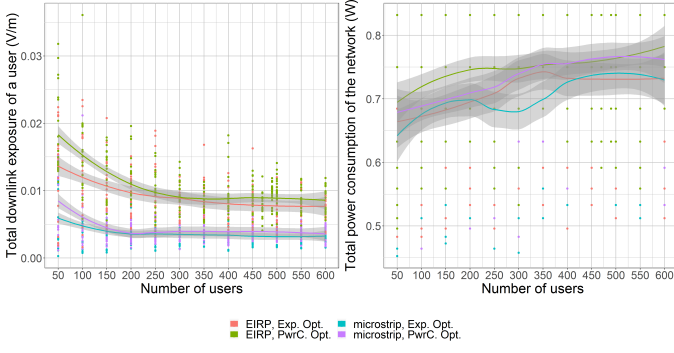 Total downlink exposure of a user (V/m)
0.03
0.02
0.01
0.00
50 100 150 200 250 300 350 400 450 500 550 600
Number of users
Total power consumption of the network (W)
0.8
0.7
0.6
0.5
50 100 150 200 250 300 350 400 450 500 550 600
Number of users
EIRP, Exp. Opt. microstrip, Exp. Opt.
EIRP, PwrC. Opt. microstrip, PwrC. Opt.